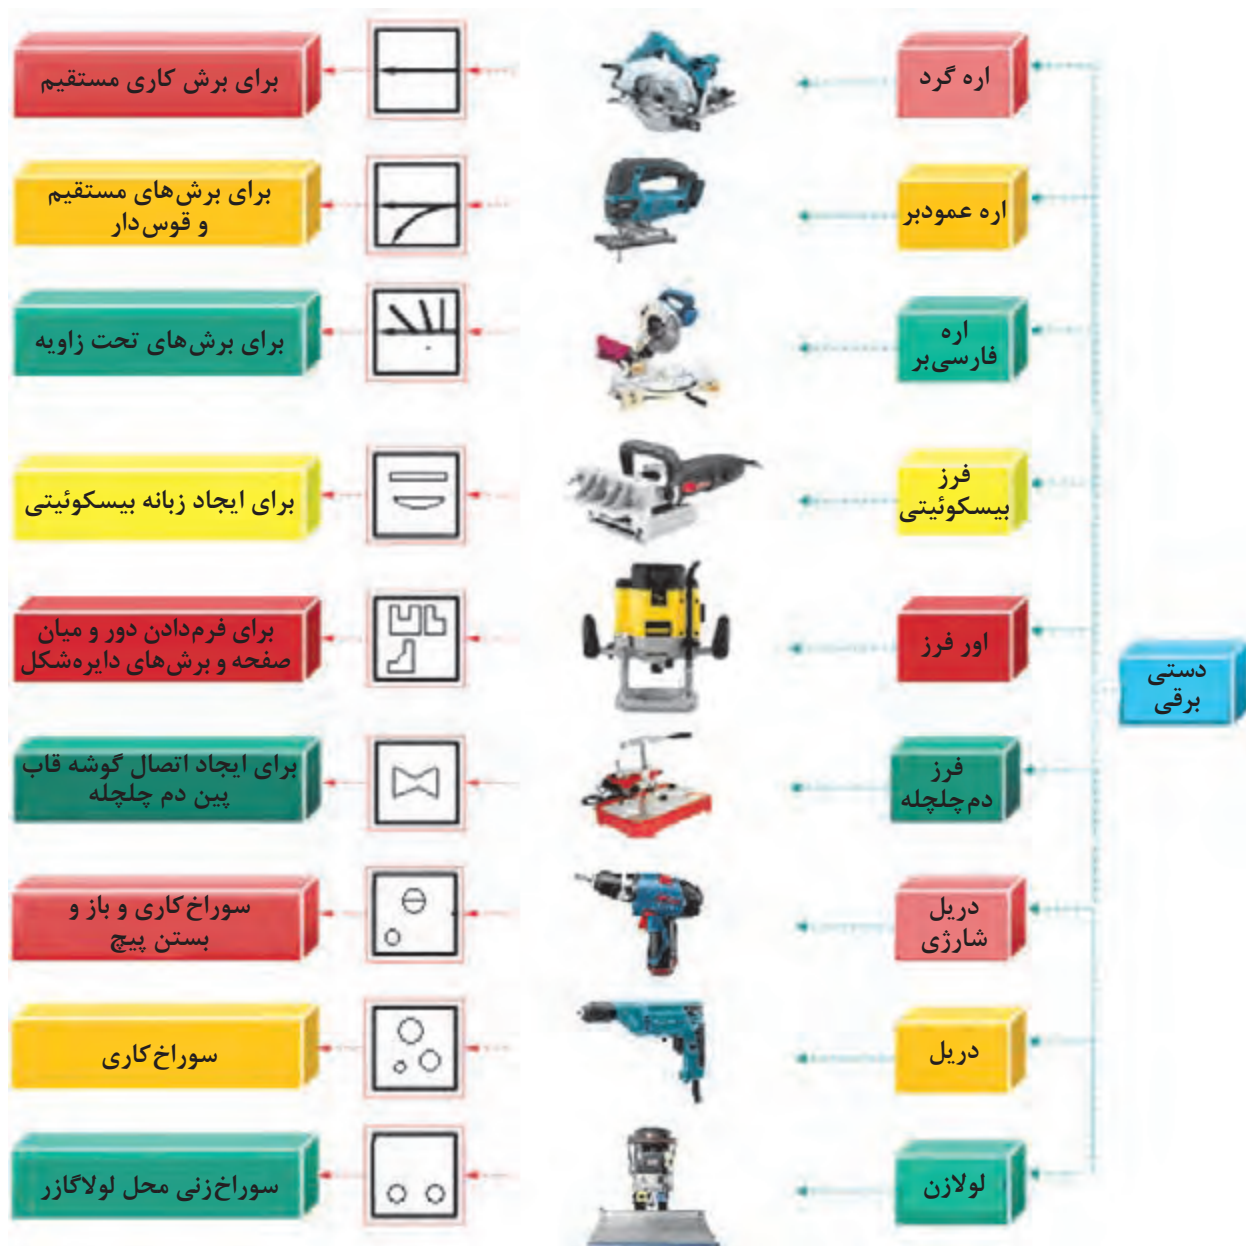 دستی
برقی
اره گرد
برای برش کاری مستقیم
اره عمودبر
برای برش‌های مستقیم
و قوس‌دار
اره
فارسی‌بر
برای برش‌های تحت زاویه
فرز
بیسکوئیتی
برای ایجاد زبانه بیسکوئیتی
اور فرز
برای فرم‌دادن دور و میان
صفحه و برش‌های دایره‌شکل
فرز
دم‌چلچله
برای ایجاد اتصال گوشه قاب
پین دم چلچله
دریل
شارژی
سوراخ‌کاری و باز و
بستن پیچ
دریل
سوراخ‌کاری
لولازن
سوراخ‌زنی محل لولاگازر